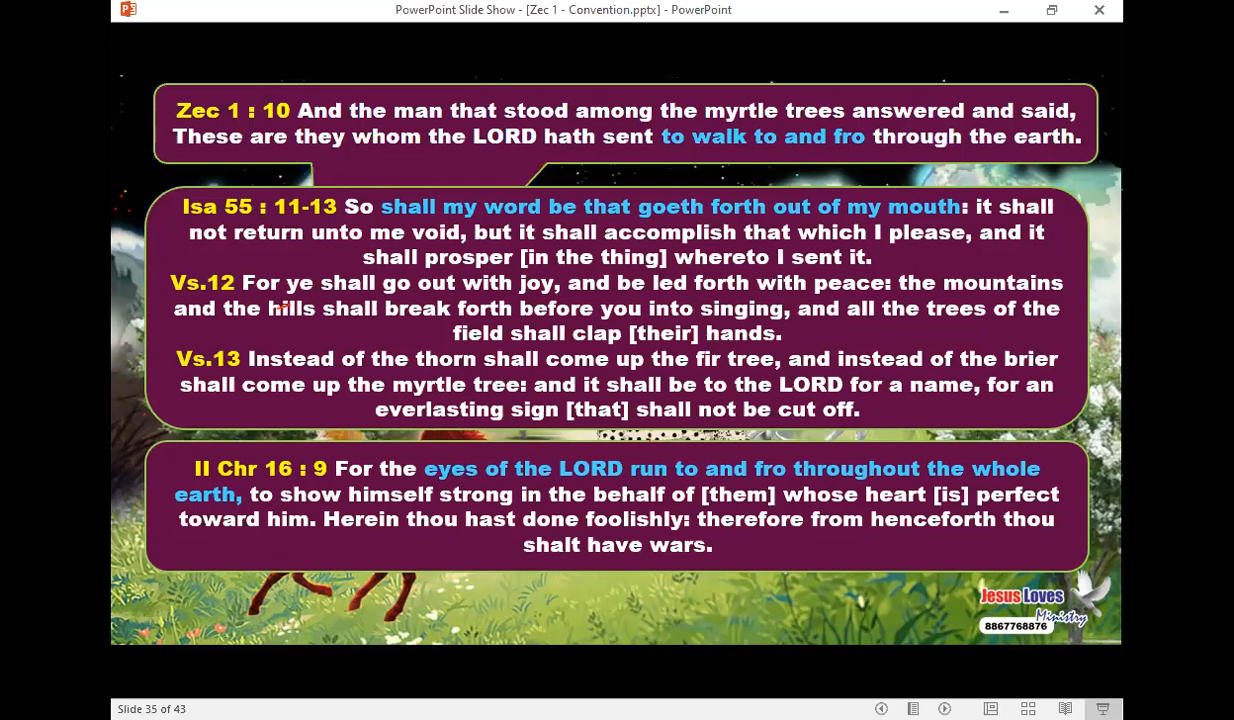 PowerPoint Slide Show - [Zec 1 - Convention.pptx] - PowerPoint
Zec 1 : 10 And the man that stood among the myrtle trees answered and said,
These are they whom the LORD hath sent to walk to and fro through the earth.
Isa 55 : 11-13 So shall my word be that goeth forth out of my mouth: it shall
not return unto me void, but it shall accomplish that which I please, and it
shall prosper [in the thing] whereto I sent it.
Vs.12 For ye shall go out with joy, and be led forth with peace: the mountains
and the hills shall break forth before you into singing, and all the trees of the
field shall clap [their] hands.
Vs.13 Instead of the thorn shall come up the fir tree, and instead of the brier
shall come up the myrtle tree: and it shall be to the LORD for a name, for an
everlasting sign [that] shall not be cut off.
II Chr 16 : 9 For the eyes of the LORD run to and fro throughout the whole
earth, to show himself strong in the behalf of [them] whose heart [is] perfect
toward him. Herein thou hast done foolishly: therefore from henceforth thou
shalt have wars.
Jesus Loves
Ministry
8867768876
Slide 35 of 43